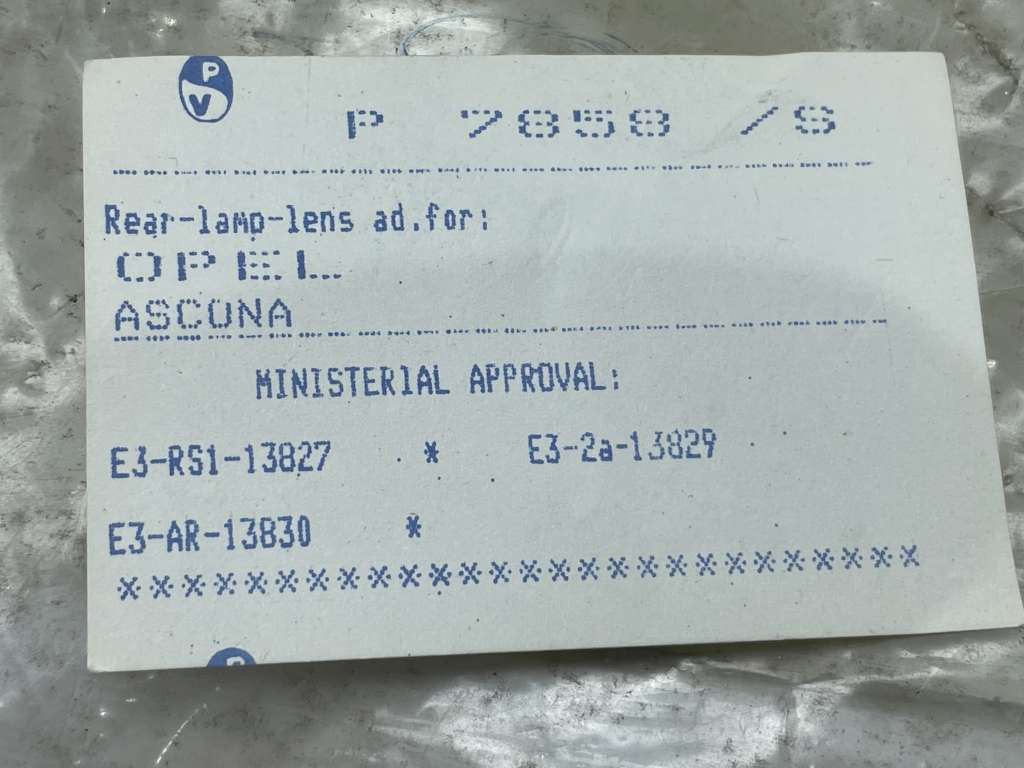 P V
P 7858 /S
Rear-lamp-lens ad.for:
OPEL
ASCONA
MINISTERIAL APPROVAL:
E3-RS1-13827 * E3-2a-13829
E3-AR-13830 *
***************************
P